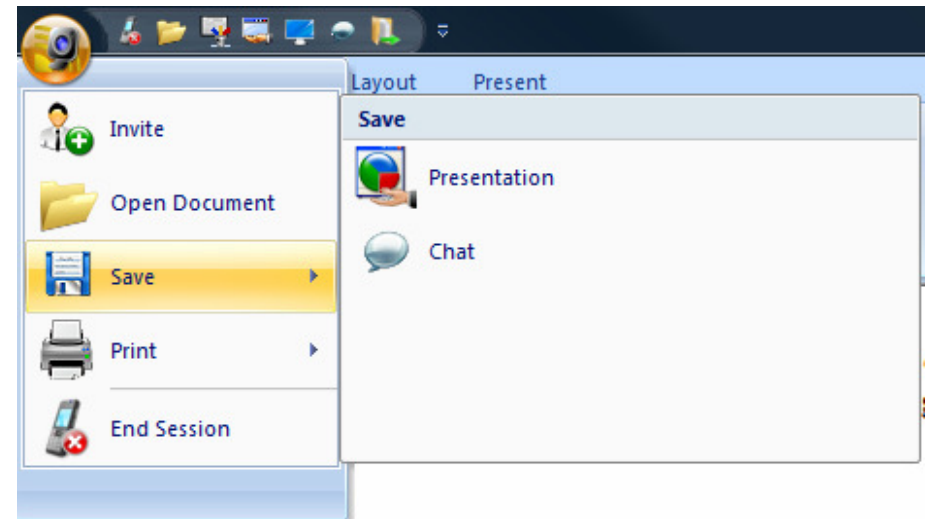 Layout Present
Invite
Open Document
Save
Print
End Session
Save
Presentation
Chat